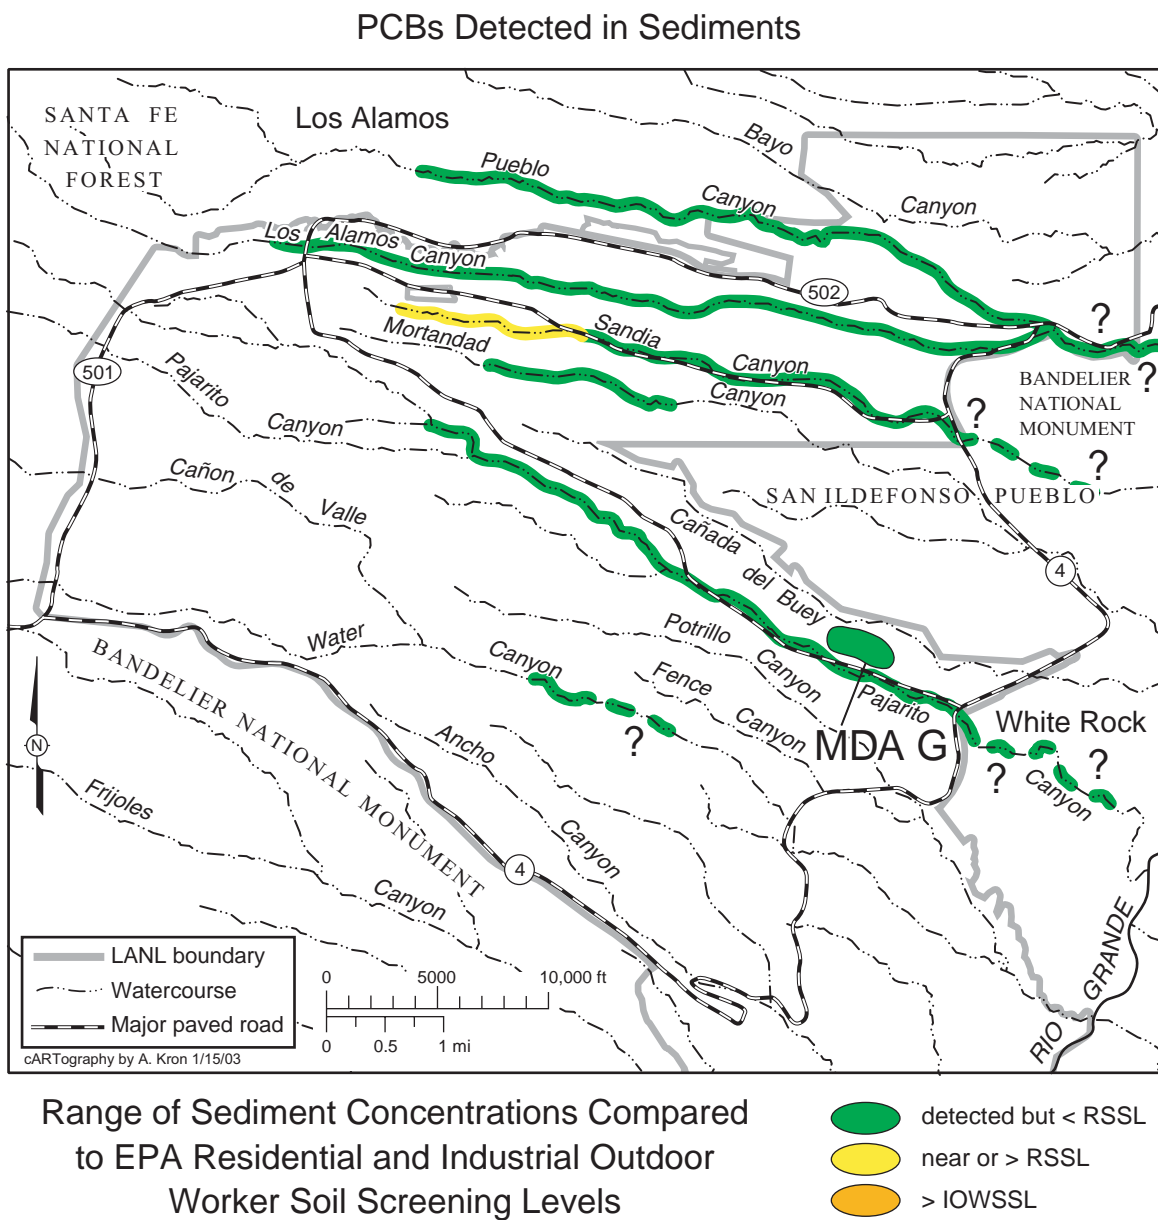 PCBs Detected in Sediments
SANTA FE
NATIONAL
FOREST
Los Alamos
Bayo
Canyon
Pueblo
Canyon
Los Alamos
Canyon
502
Sandia
Canyon
Mortandad
Canyon
501
Pajarito
Canyon
?
?
?
?
BANDELIER
NATIONAL
MONUMENT
SAN ILDEFONSO PUEBLO
Cañon
de
Valle
Cañada
del Buey
4
Water
Canyon
?
Potrillo
Canyon
Fence
Canyon
Pajarito
MDA G
White Rock
?
?
Canyon
BANDELIER NATIONAL MONUMENT
N
Ancho
Canyon
Frijoles
Canyon
4
RIO GRANDE
LANL boundary
Watercourse
Major paved road
cARTography by A. Kron 1/15/03
0 5000 10,000 ft
0 0.5 1 mi
Range of Sediment Concentrations Compared
to EPA Residential and Industrial Outdoor
Worker Soil Screening Levels
detected but < RSSL
near or > RSSL
> IOWSSL